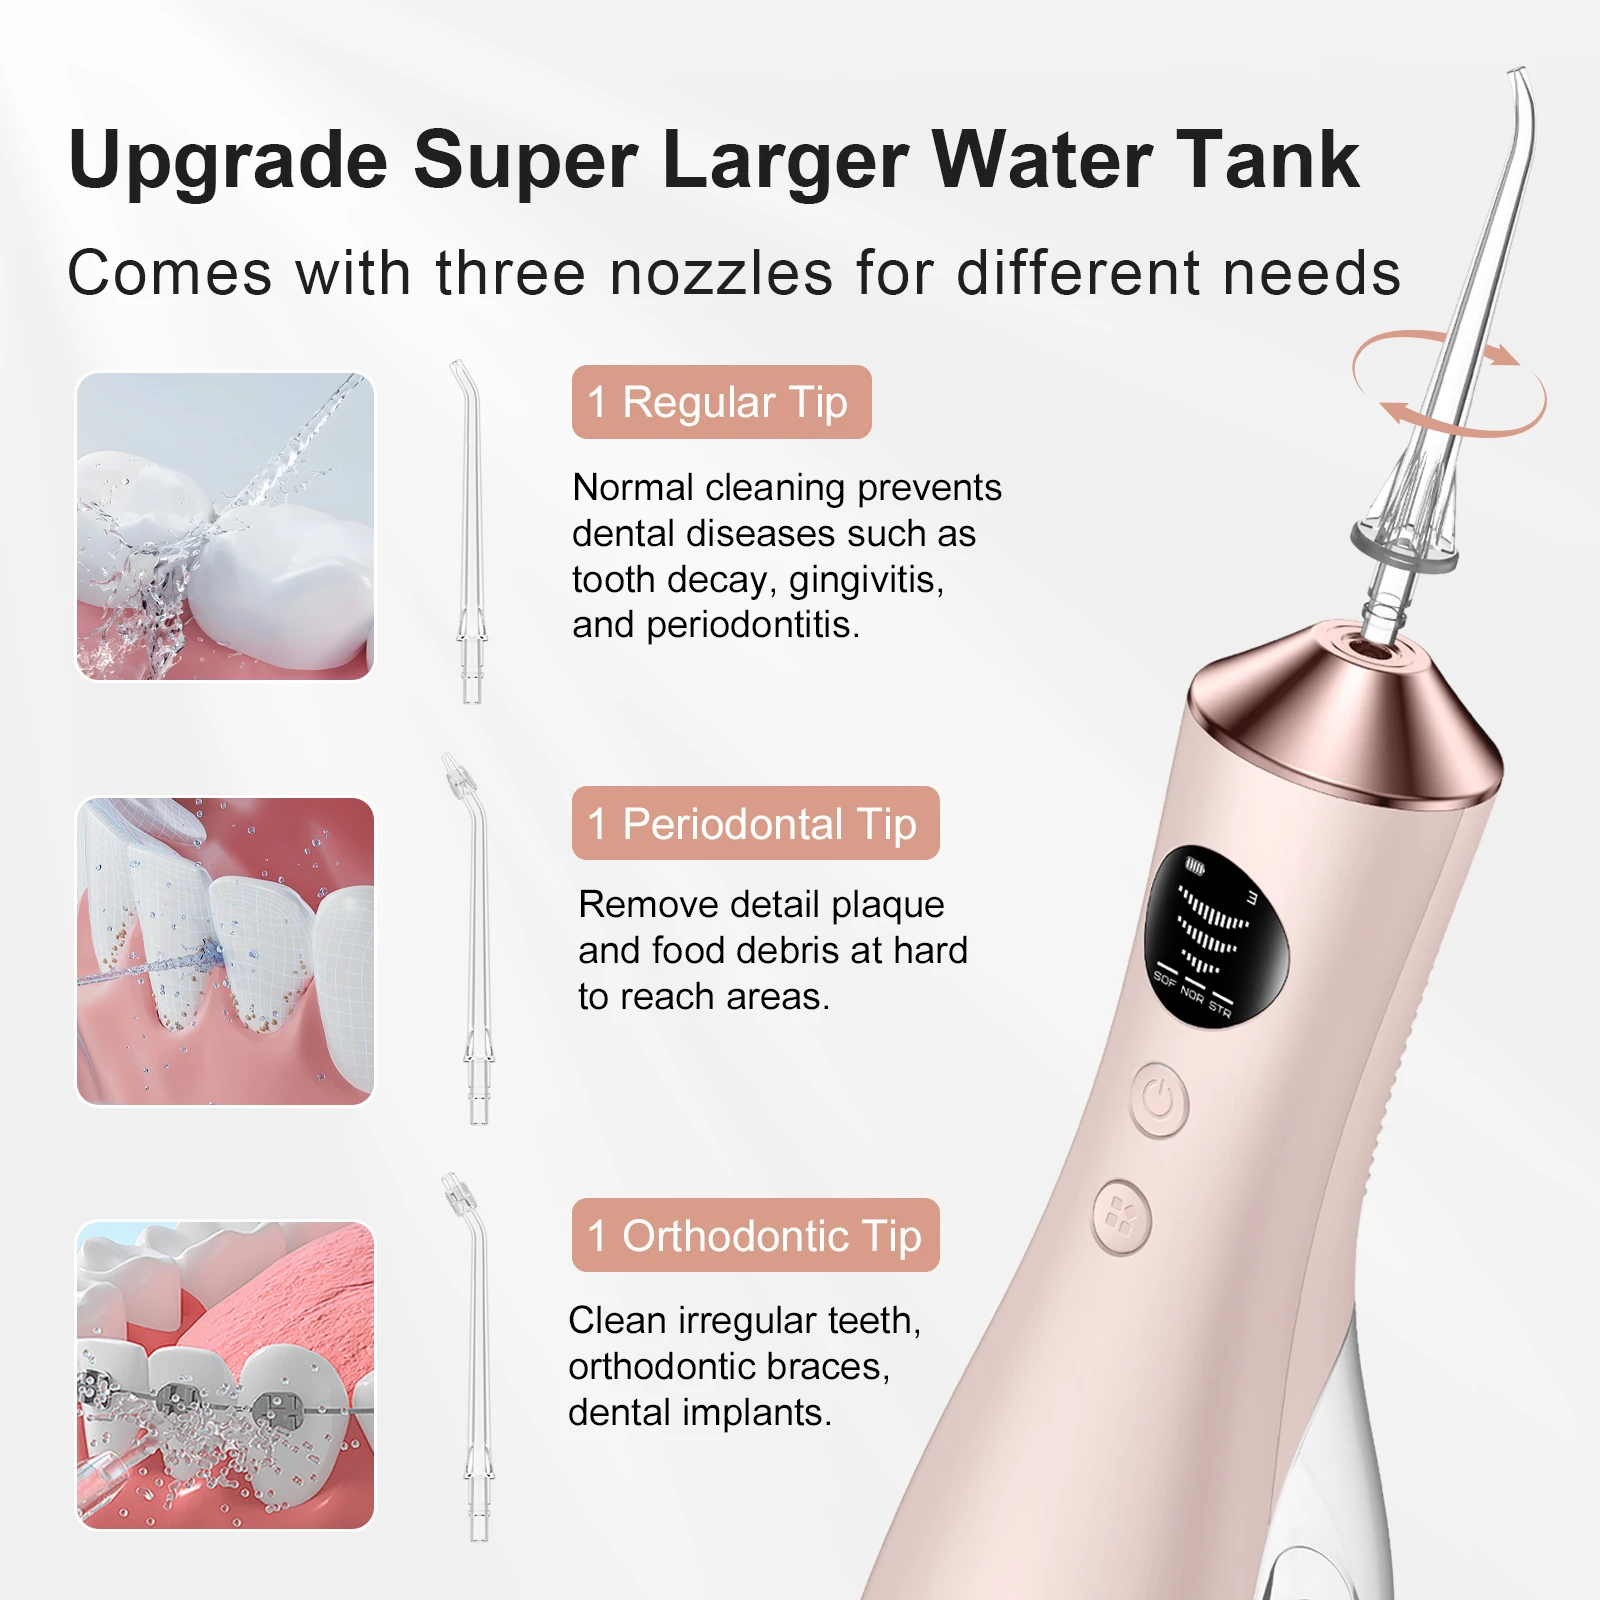 Upgrade Super Larger Water Tank
Comes with three nozzles for different needs
1 Regular Tip
Normal cleaning prevents
dental diseases such as
tooth decay, gingivitis,
and periodontitis.
1 Periodontal Tip
Remove detail plaque
and food debris at hard
to reach areas.
1 Orthodontic Tip
Clean irregular teeth,
orthodontic braces,
dental implants.
SOF NOR STR